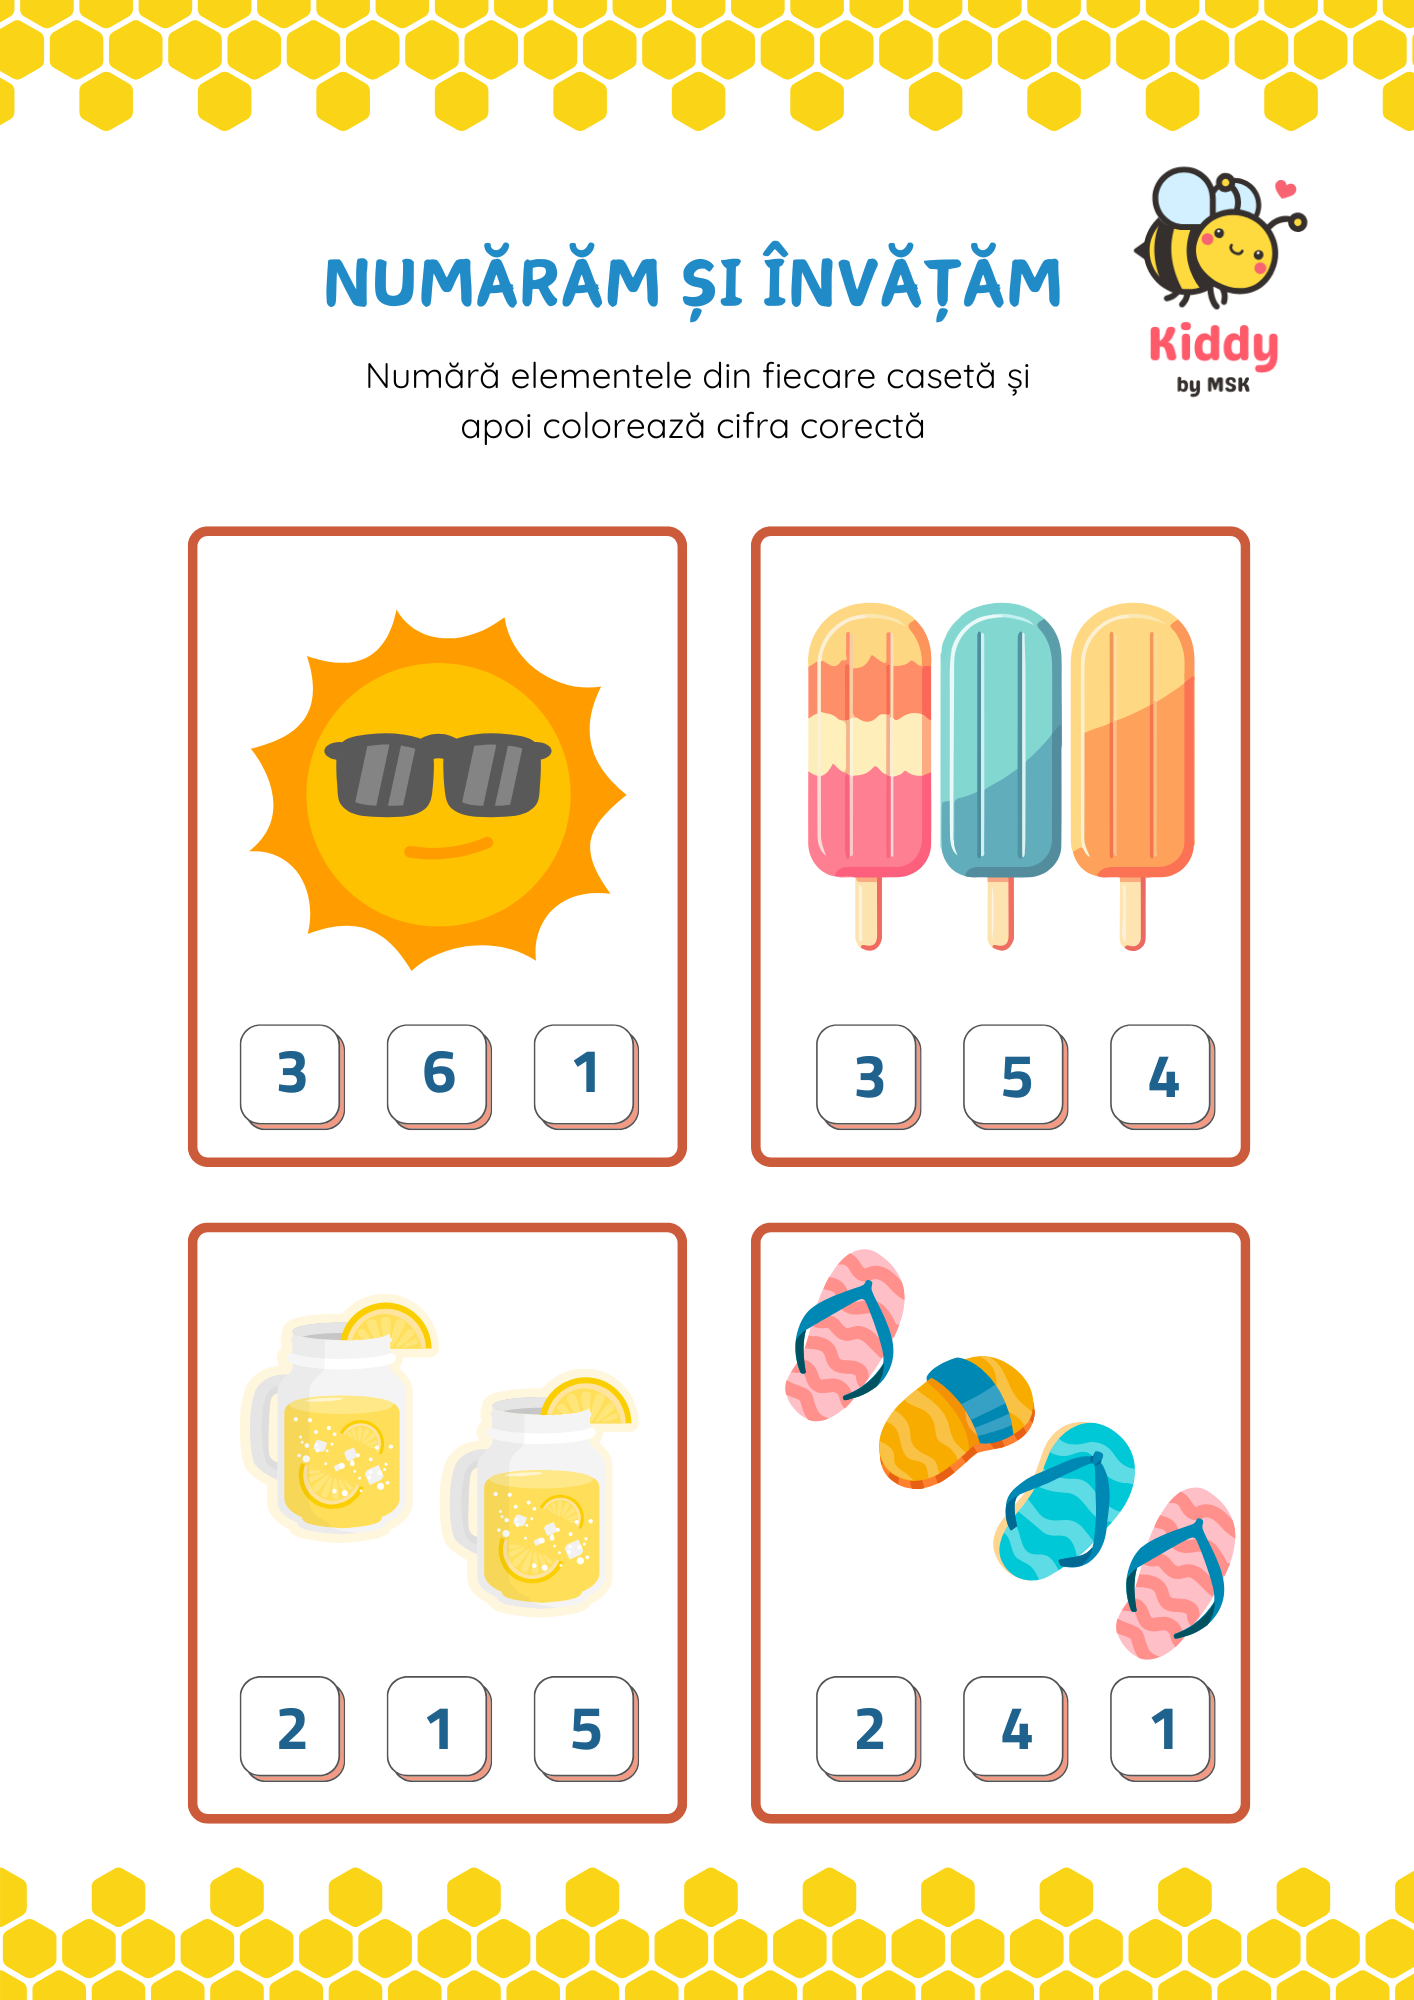 NUMĂRĂM ȘI ÎNVĂȚĂM
Kiddy
by MSK
Numără elementele din fiecare casetă și
apoi colorează cifra corectă
3 6 1
3 5 4
2 1 5
2 4 1